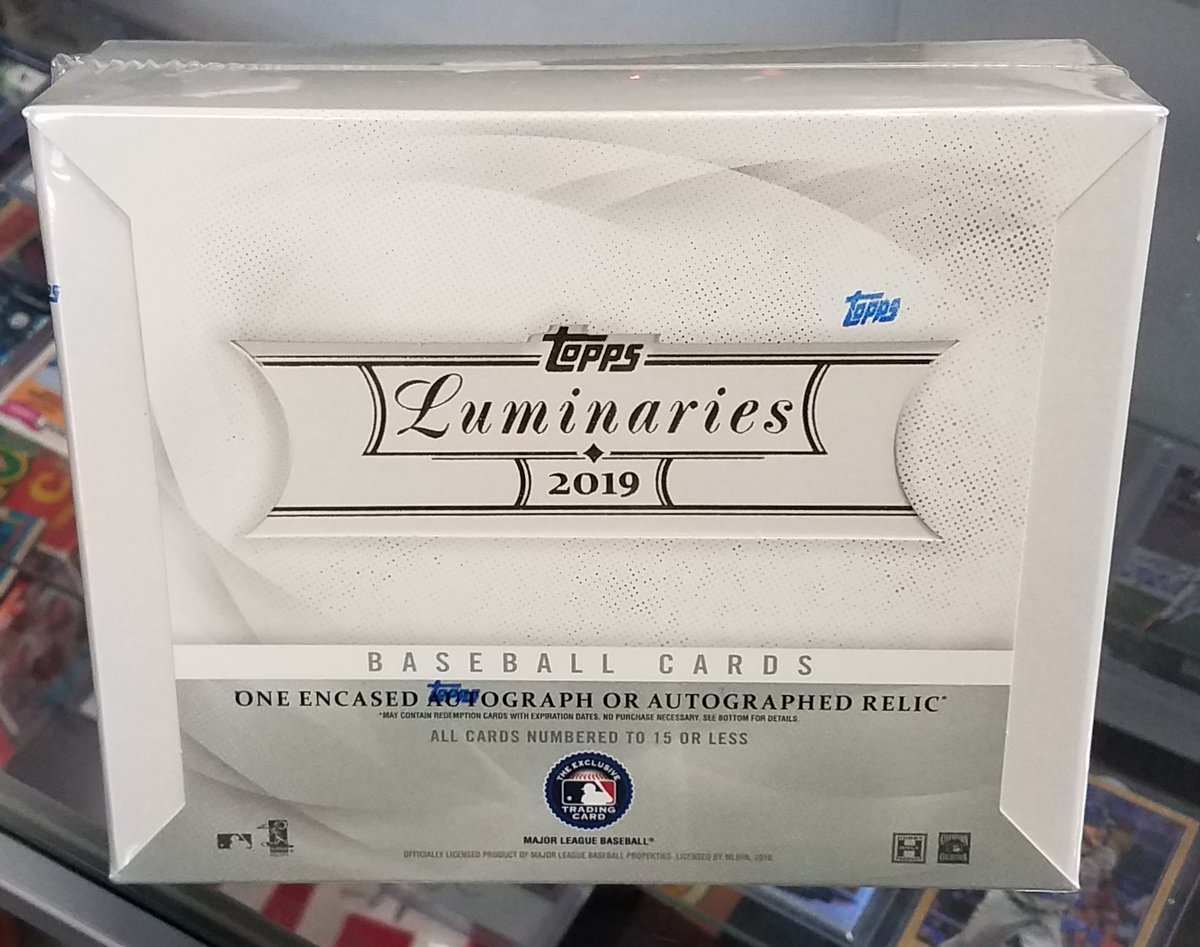 Topps
Topps
Luminaries
2019
BASEBALL CARDS
ONE ENCASED AUTOGRAPH OR AUTOGRAPHED RELIC*
Topps
*MAY CONTAIN REDEMPTION CARDS WITH EXPIRATION DATES. NO PURCHASE NECESSARY. SEE BOTTOM FOR DETAILS.
ALL CARDS NUMBERED TO 15 OR LESS
THE EXCLUSIVE
TRADING
CARD
MAJOR LEAGUE BASEBALL®
OFFICIALLY LICENSED PRODUCT OF MAJOR LEAGUE BASEBALL PROPERTIES. LICENSED BY MLBPA, 2019.